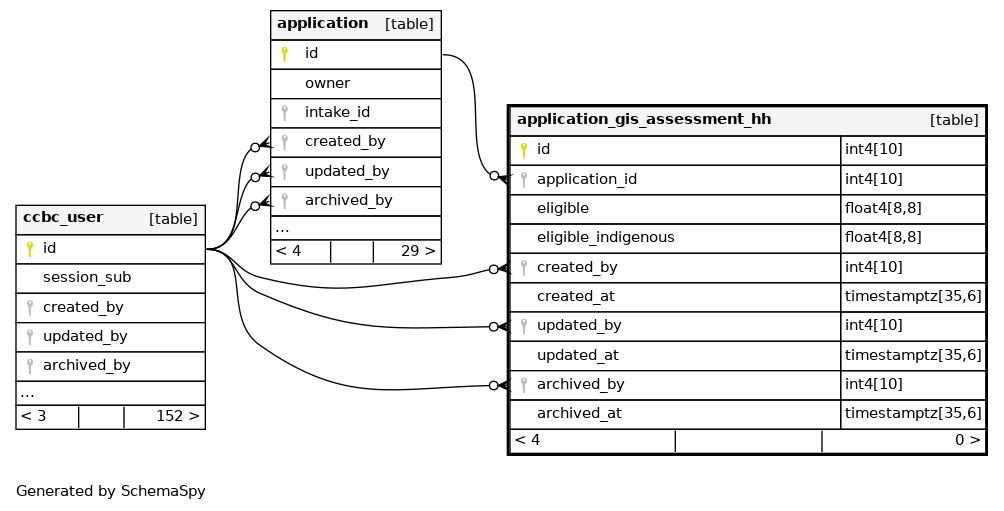 application [table]
id
owner
intake_id
created_by
updated_by
archived_by
...
< 4 29 >
application_gis_assessment_hh [table]
id int4[10]
application_id int4[10]
eligible float4[8,8]
eligible_indigenous float4[8,8]
created_by int4[10]
created_at timestamptz[35,6]
updated_by int4[10]
updated_at timestamptz[35,6]
archived_by int4[10]
archived_at timestamptz[35,6]
< 4 0 >
ccbc_user [table]
id
session_sub
created_by
updated_by
archived_by
...
< 3 152 >
Generated by SchemaSpy